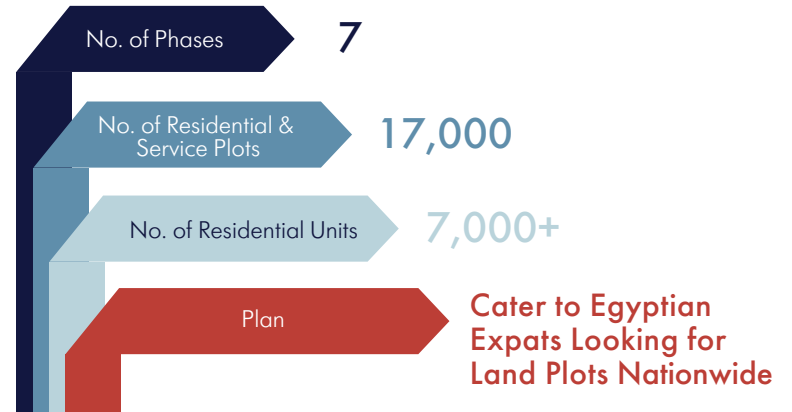 No. of Phases
7
No. of Residential &
Service Plots
17,000
No. of Residential Units
7,000+
Plan
Cater to Egyptian
Expats Looking for
Land Plots Nationwide